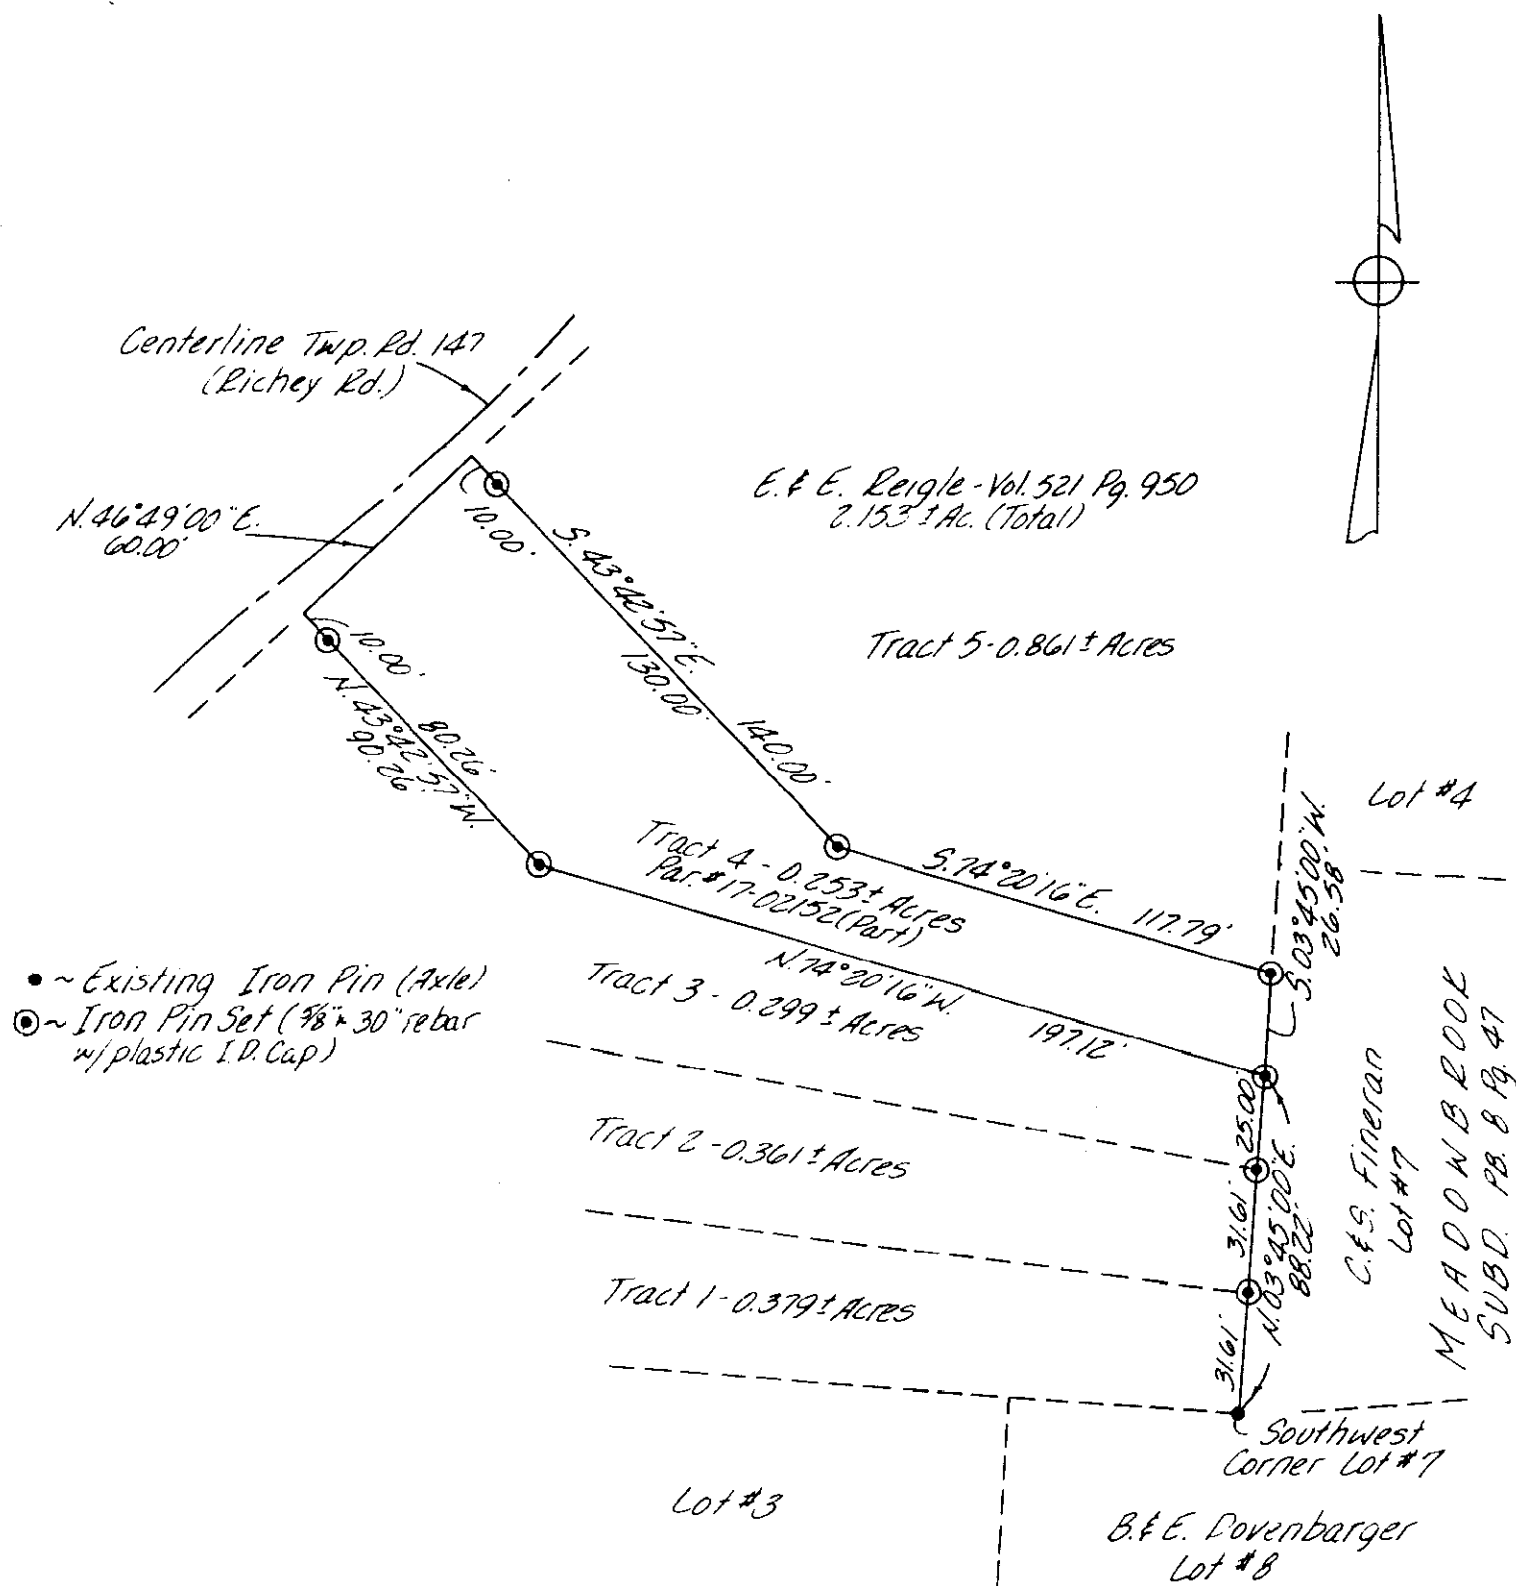 Centerline Twp. Rd. 147
(Richey Rd.)
N.46°49'00"E.
60.00'
E. & E. Reigle - Vol. 521 Pg. 950
2.153± Ac. (Total)
10.00'
S. 43°42'57"E.
130.00'
140.00'
Tract 5 - 0.861± Acres
10.00'
80.26'
N.43°42'57"W.
90.26'
Lot #4
Tract 4 - 0.253± Acres
Par.# 17-02152 (Part)
S.74°20'16"E. 117.79'
S.03°45'00"W.
26.58'
N.74°20'16"W. 197.12'
Tract 3 - 0.299± Acres
● ~ Existing Iron Pin (Axle)
~ Iron Pin Set (5/8" x 30" rebar
w/plastic I.D. Cap)
25.00'
Tract 2 - 0.361± Acres
31.61'
N.03°45'00"E.
88.22'
C. & S. Fineran
Lot #7
MEADOWBROOK
SUBD. PB. 8 Pg. 47
Tract 1 - 0.379± Acres
31.61'
Southwest
Corner Lot #7
Lot #3
B. & E. Dovenbarger
Lot #8